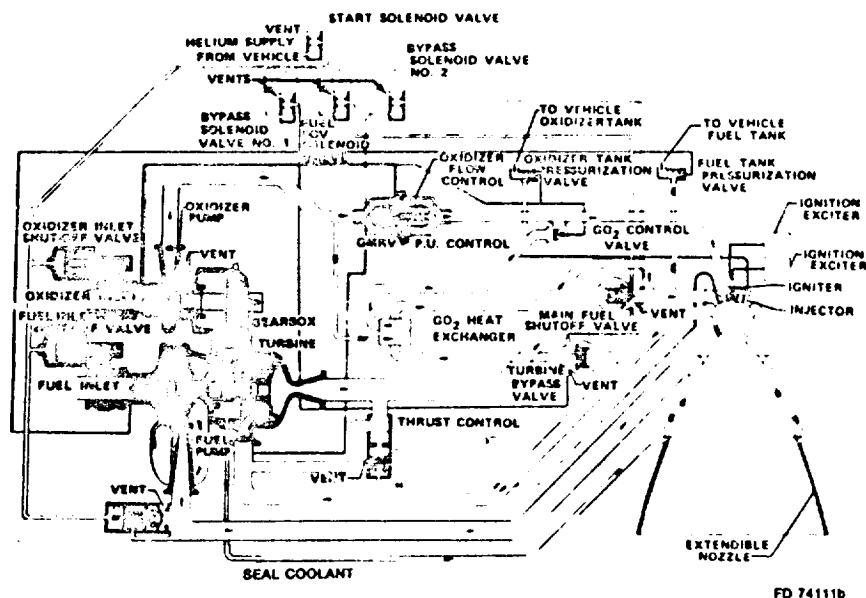 START SOLENOID VALVE
VENT
HELIUM SUPPLY
FROM VEHICLE
BYPASS
SOLENOID VALVE
NO. 2
VENTS
BYPASS
SOLENOID
VALVE NO. 1
FUEL
SOLENOID
TO VEHICLE
OXIDIZER TANK
TO VEHICLE
FUEL TANK
OXIDIZER
FLOW
CONTROL
OXIDIZER TANK
PRESSURIZATION
VALVE
FUEL TANK
PRESSURIZATION
VALVE
OXIDIZER
PUMP
OXIDIZER INLET
SHUTOFF VALVE
VENT
P.U. CONTROL
GO2 CONTROL
VALVE
IGNITION
EXCITER
IGNITION
EXCITER
IGNITER
INJECTOR
OXIDIZER
FUEL INLET
VALVE
GEARBOX
TURBINE
GO2 HEAT
EXCHANGER
MAIN FUEL
SHUTOFF VALVE
VENT
FUEL INLET
TURBINE
BYPASS
VALVE
VENT
THRUST CONTROL
FUEL
PUMP
VENT
VENT
EXTENDIBLE
NOZZLE
SEAL COOLANT
FD 74111b